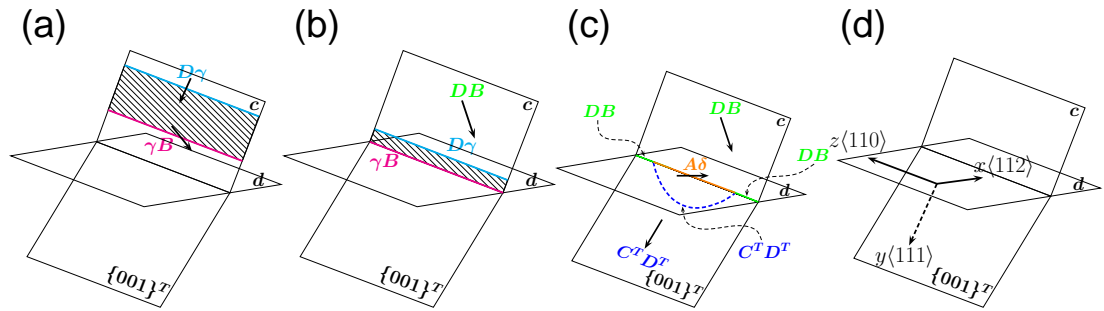 (a)
Dγ
c
γB
d
{001}ᵀ
(b)
DB
c
Dγ
γB
d
{001}ᵀ
(c)
DB
DB
c
Aδ
DB
d
CᵀDᵀ
CᵀDᵀ
{001}ᵀ
(d)
c
z⟨110⟩
x⟨112⟩
d
y⟨111⟩
{001}ᵀ